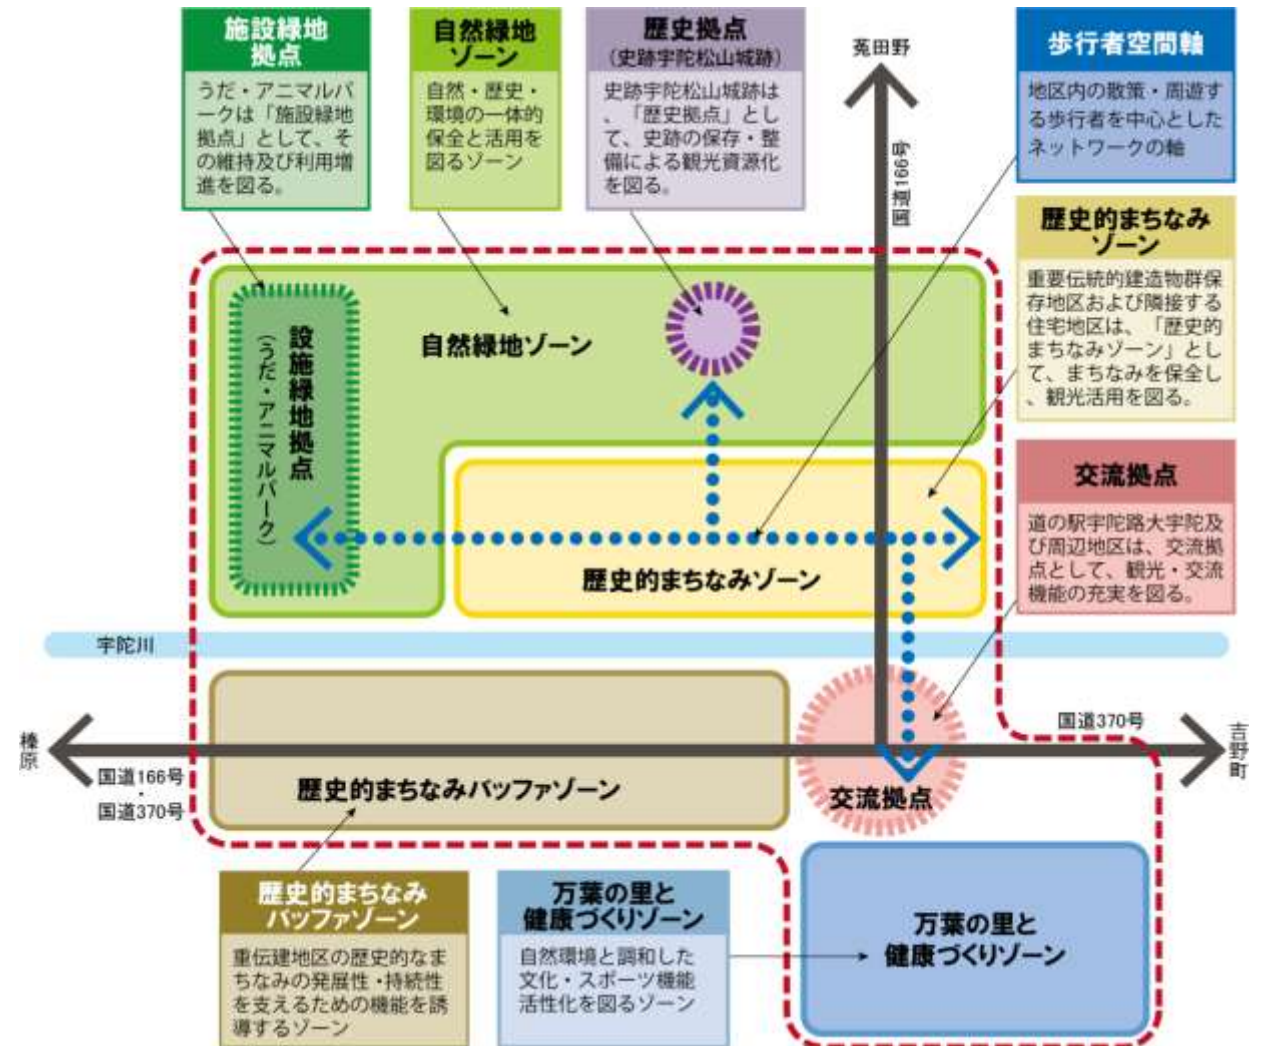 施設緑地
拠点
うだ・アニマルパ
ークは「施設緑地
拠点」として、そ
の維持及び利用増
進を図る。
自然緑地
ゾーン
自然・歴史・
環境の一体的
保全と活用を
図るゾーン
歴史拠点
(史跡宇陀松山城跡)
史跡宇陀松山城跡は
、「歴史拠点」とし
て、史跡の保存・整
備による観光資源化
を図る。
菟田野
国道166号
歩行者空間軸
地区内の散策・周遊す
る歩行者を中心とした
ネットワークの軸
歴史的まちなみ
ゾーン
重要伝統的建造物群保
存地区および隣接する
住宅地区は、「歴史的
まちなみゾーン」とし
て、まちなみを保全し
、観光活用を図る。
交流拠点
道の駅宇陀路大宇陀及
び周辺地区は、交流拠
点として、観光・交流
機能の充実を図る。
設施緑地拠点
(うだ・アニマルパーク)
自然緑地ゾーン
歴史的まちなみゾーン
宇陀川
榛原
国道166号
・
国道370号
歴史的まちなみバッファゾーン
交流拠点
国道370号
吉野町
歴史的まちなみ
バッファゾーン
重伝建地区の歴史的なま
ちなみの発展性・持続性
を支えるための機能を誘
導するゾーン
万葉の里と
健康づくりゾーン
自然環境と調和した
文化・スポーツ機能
活性化を図るゾーン
万葉の里と
健康づくりゾーン